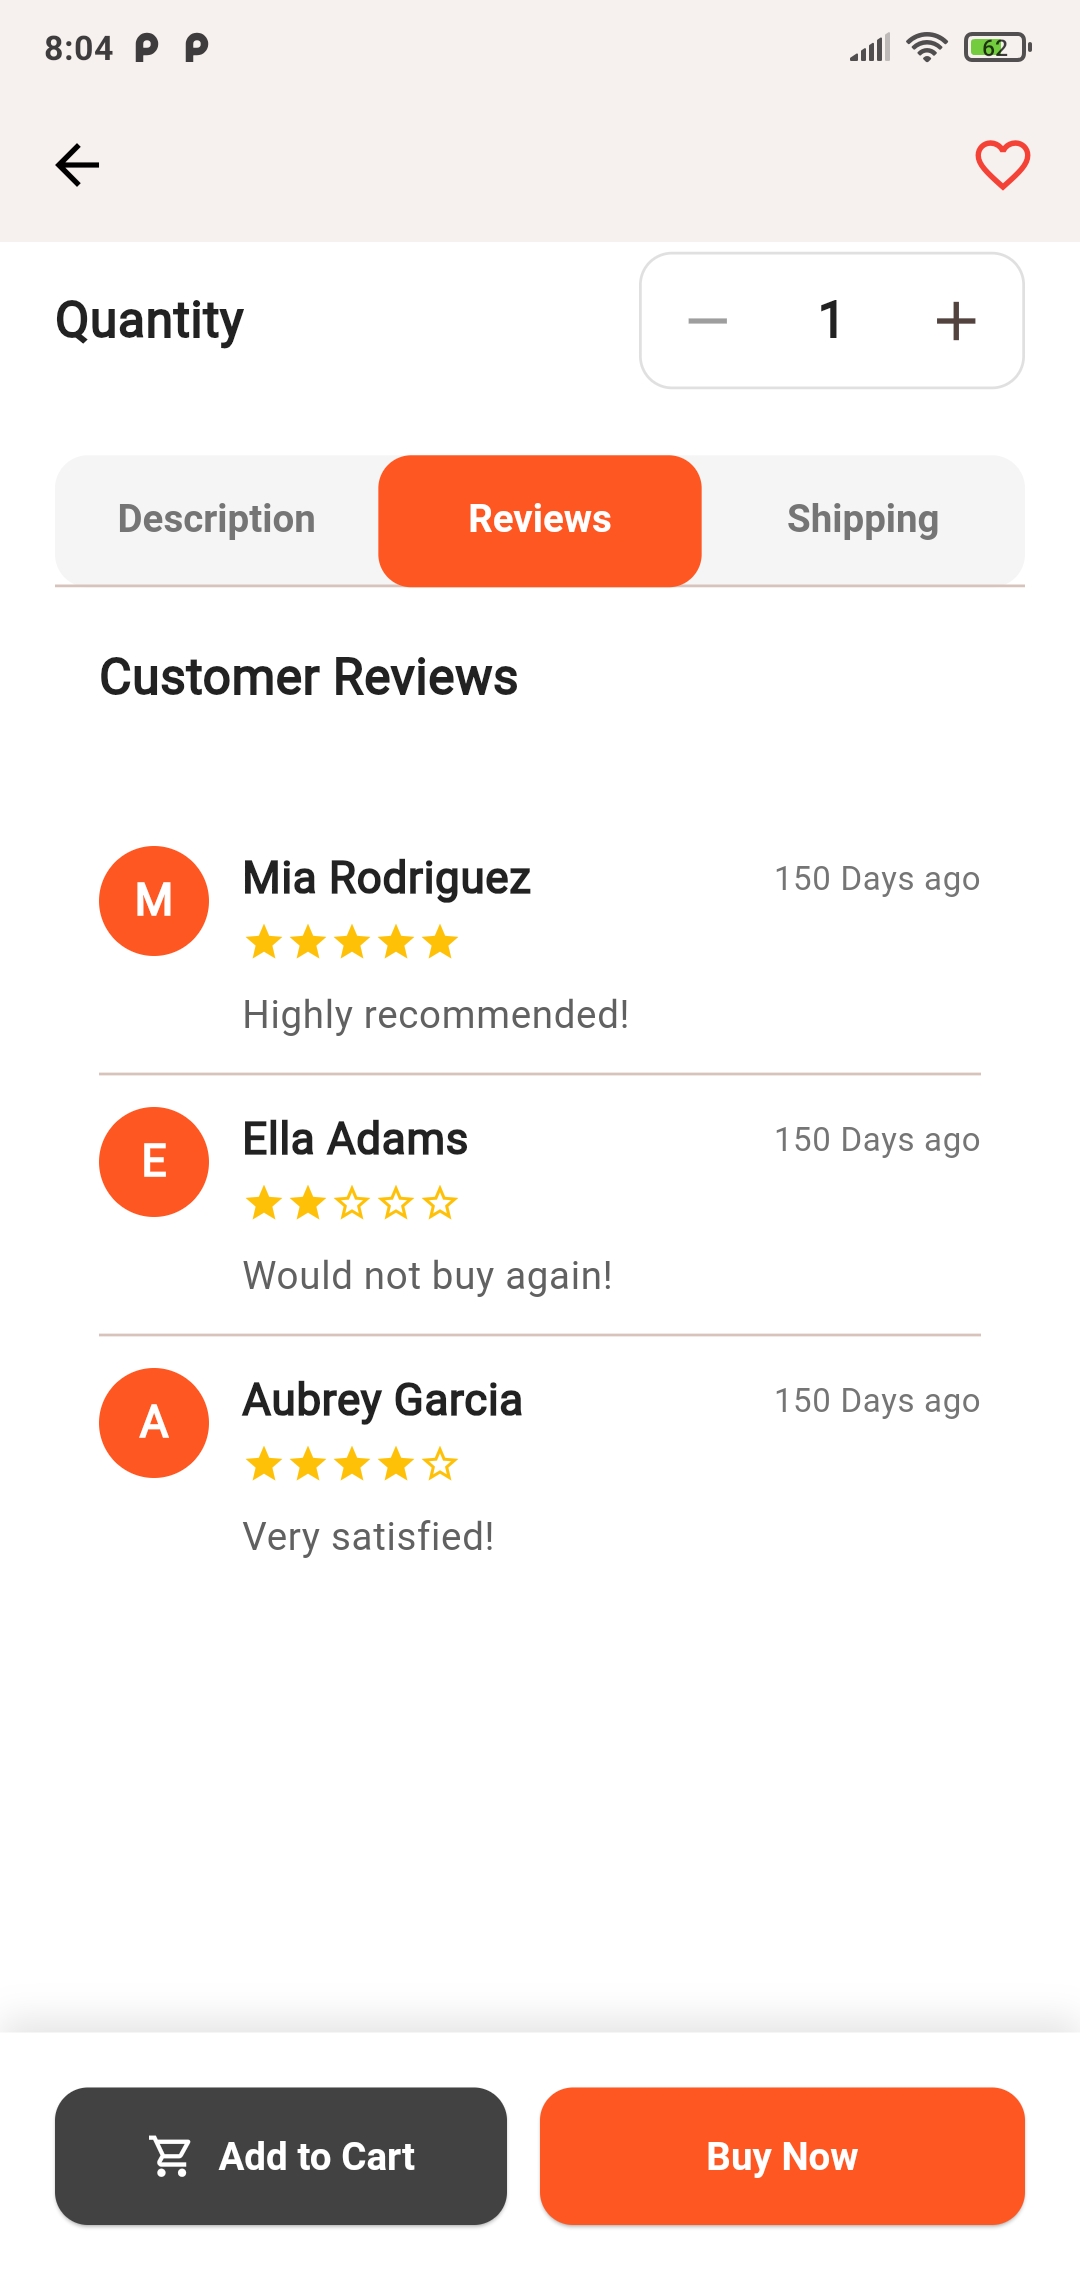 8:04
62
Quantity
1
Description Reviews Shipping
Customer Reviews
M
Mia Rodriguez
150 Days ago
Highly recommended!
E
Ella Adams
150 Days ago
Would not buy again!
A
Aubrey Garcia
150 Days ago
Very satisfied!
Add to Cart
Buy Now